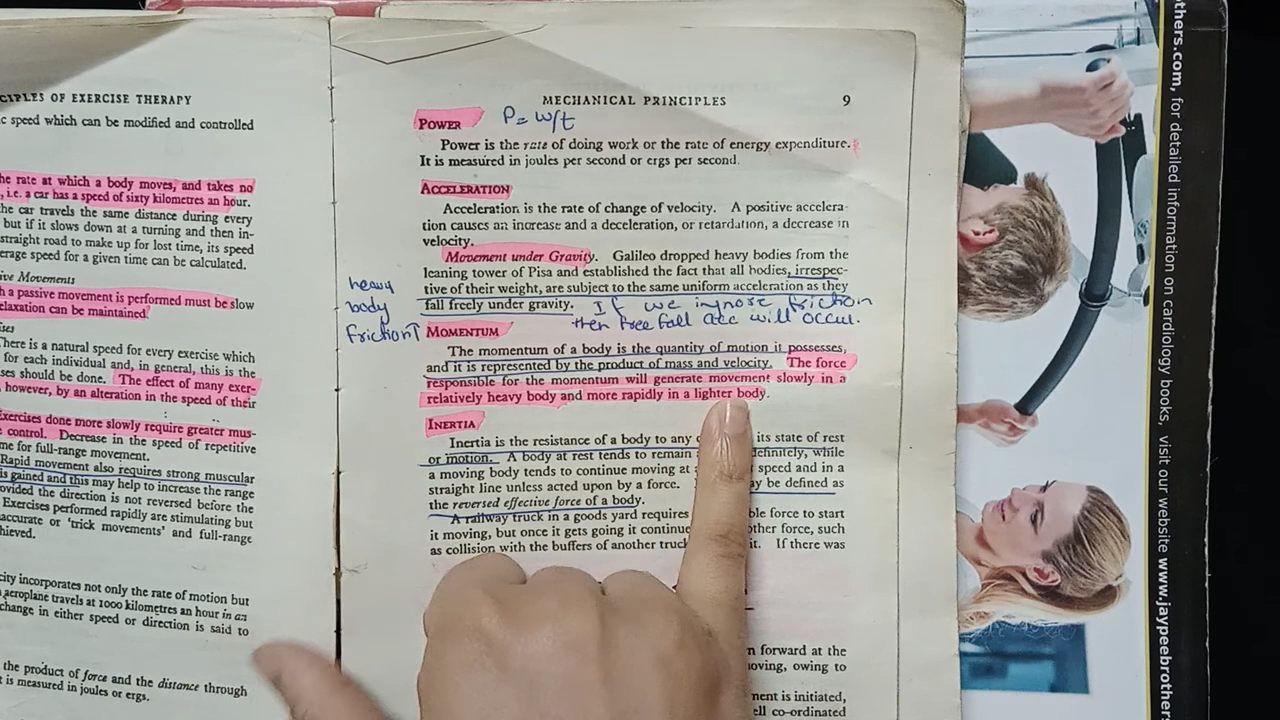 CIPLES OF EXERCISE THERAPY
c speed which can be modified and controlled
he rate at which a body moves, and takes no
, i.e. a car has a speed of sixty kilometres an hour.
he car travels the same distance during every
but if it slows down at a turning and then in-
straight road to make up for lost time, its speed
erage speed for a given time can be calculated.
ive Movements
h a passive movement is performed must be slow
elaxation can be maintained.
ises
There is a natural speed for every exercise which
for each individual and, in general, this is the
ses should be done. The effect of many exer-
, however, by an alteration in the speed of their
Exercises done more slowly require greater mus-
e control. Decrease in the speed of repetitive
me for full-range movement.
Rapid movement also requires strong muscular
is gained and this may help to increase the range
ovided the direction is not reversed before the
Exercises performed rapidly are stimulating but
accurate or 'trick movements' and full-range
hieved.
city incorporates not only the rate of motion but
aeroplane travels at 1000 kilometres an hour in an
change in either speed or direction is said to
the product of force and the distance through
t is measured in joules or ergs.
MECHANICAL PRINCIPLES 9
POWER P = w/t
Power is the rate of doing work or the rate of energy expenditure.
It is measured in joules per second or ergs per second.
ACCELERATION
Acceleration is the rate of change of velocity. A positive accelera-
tion causes an increase and a deceleration, or retardation, a decrease in
velocity.
Movement under Gravity. Galileo dropped heavy bodies from the
leaning tower of Pisa and established the fact that all bodies, irrespec-
tive of their weight, are subject to the same uniform acceleration as they
fall freely under gravity. If we ignose friction
then free fall acc will occur.
heavy
body
friction↑
MOMENTUM
The momentum of a body is the quantity of motion it possesses,
and it is represented by the product of mass and velocity. The force
responsible for the momentum will generate movement slowly in a
relatively heavy body and more rapidly in a lighter body.
INERTIA
Inertia is the resistance of a body to any its state of rest
or motion. A body at rest tends to remain definitely, while
a moving body tends to continue moving at speed and in a
straight line unless acted upon by a force. ay be defined as
the reversed effective force of a body.
A railway truck in a goods yard requires ble force to start
it moving, but once it gets going it continue other force, such
as collision with the buffers of another truck it. If there was
n forward at the
oving, owing to
ment is initiated,
ell co-ordinated
thers.com, for detailed information on cardiology books, visit our website www.jaypeebrothers